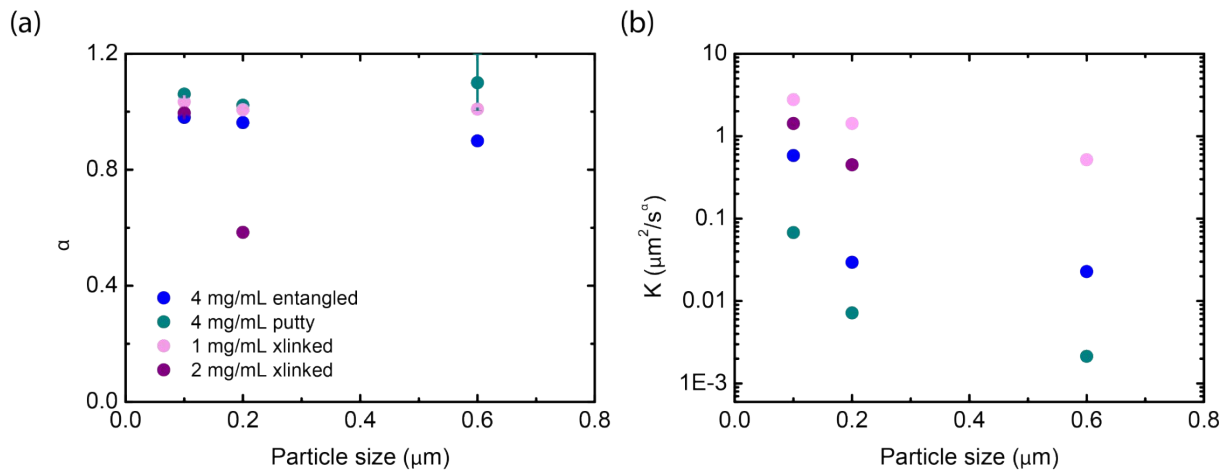 (a)
(b)
1.2
0.8
0.4
0.0
α
4 mg/mL entangled
4 mg/mL putty
1 mg/mL xlinked
2 mg/mL xlinked
0.0 0.2 0.4 0.6 0.8
Particle size (μm)
10
1
0.1
0.01
1E-3
K (μm²/sᵅ)
0.0 0.2 0.4 0.6 0.8
Particle size (μm)